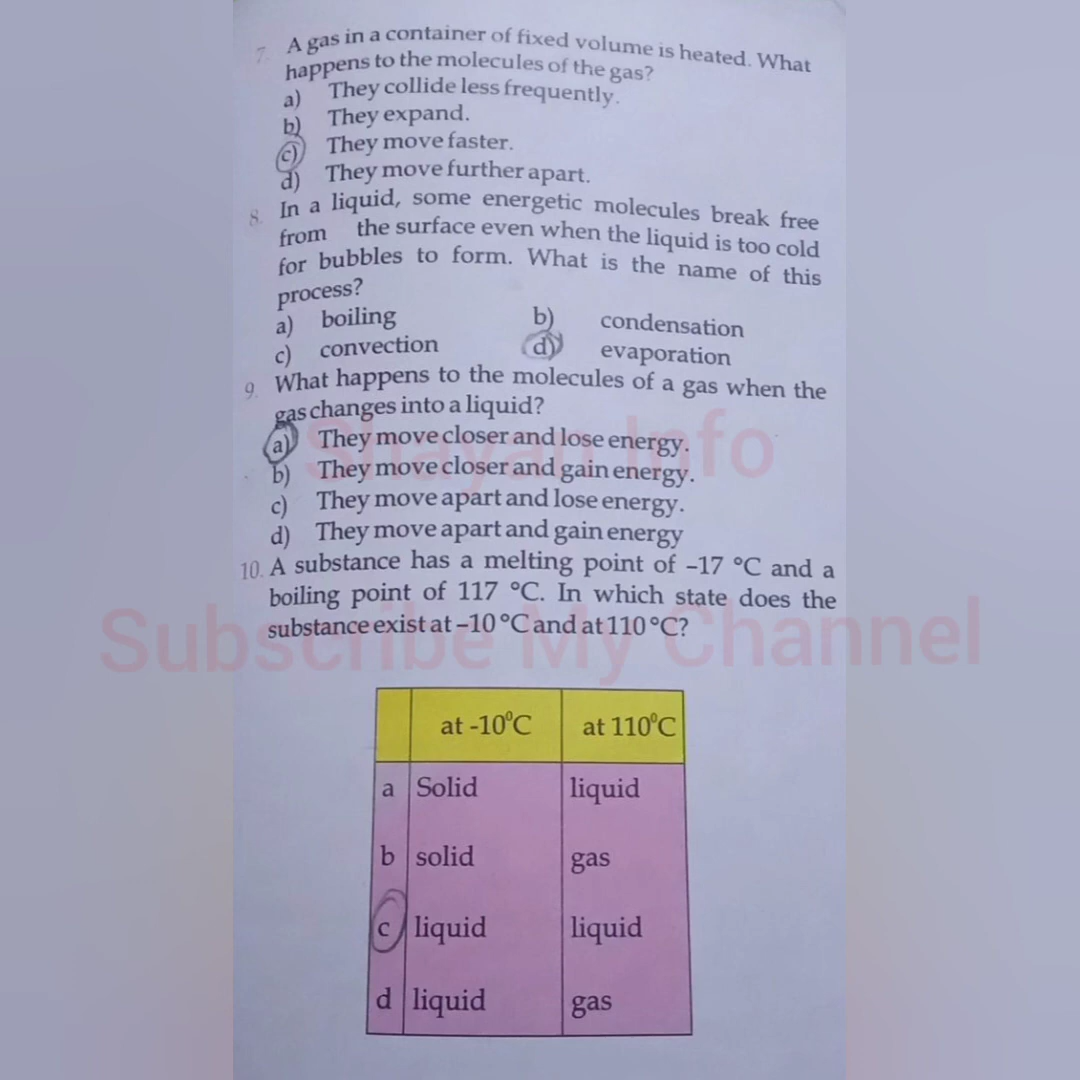 7. A gas in a container of fixed volume is heated. What
happens to the molecules of the gas?
a) They collide less frequently.
b) They expand.
c) They move faster.
d) They move further apart.
8. In a liquid, some energetic molecules break free
from the surface even when the liquid is too cold
for bubbles to form. What is the name of this
process?
a) boiling b) condensation
c) convection d) evaporation
9. What happens to the molecules of a gas when the
gas changes into a liquid?
a) They move closer and lose energy.
b) They move closer and gain energy.
c) They move apart and lose energy.
d) They move apart and gain energy
10. A substance has a melting point of –17 °C and a
boiling point of 117 °C. In which state does the
substance exist at –10 °C and at 110 °C?
at -10⁰C at 110⁰C
a Solid liquid
b solid gas
c liquid liquid
d liquid gas
Shayan Info
Subscribe My Channel